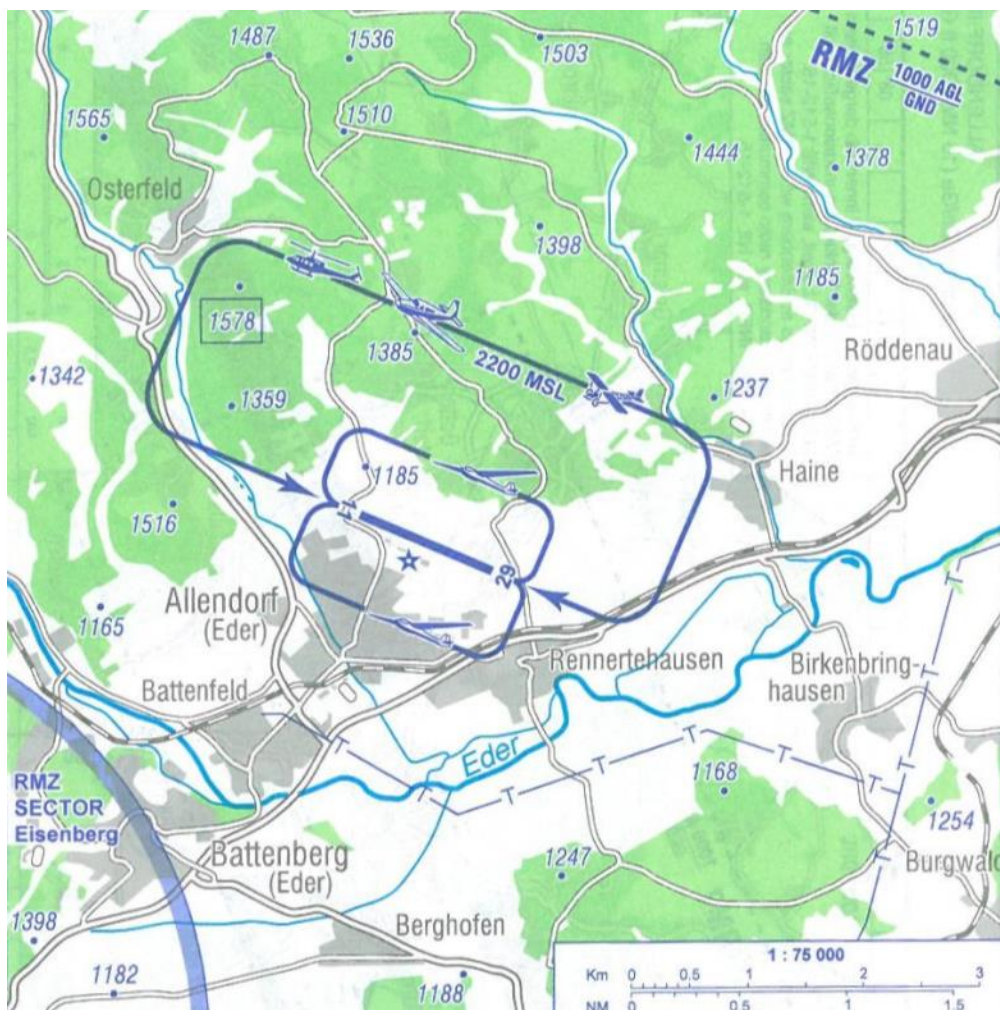 1487
1536
1503
1519
RMZ
1000 AGL
GND
1510
1565
1444
1378
Osterfeld
1398
1185
1578
1385
2200 MSL
Röddenau
1342
1359
1237
1185
Haine
11
1516
29
Allendorf
(Eder)
1165
Rennertehausen
Birkenbring-
hausen
Battenfeld
T
T
T
T
T
T
T
T
T
Eder
RMZ
SECTOR
Eisenberg
1168
1254
Battenberg
(Eder)
1247
Burgwald
Berghofen
1398
1182
1188
1 : 75 000
Km 0 0.5 1 2 3
NM 0 0.5 1 1.5